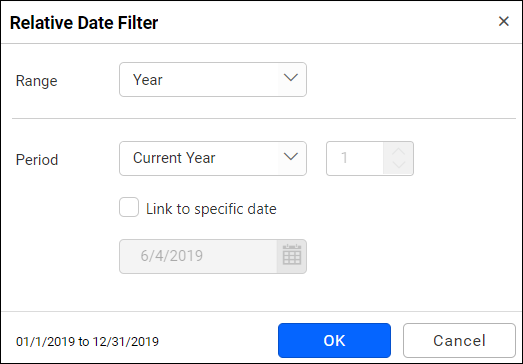 Relative Date Filter
Range Year
Period Current Year 1
Link to specific date
6/4/2019
01/1/2019 to 12/31/2019 OK Cancel